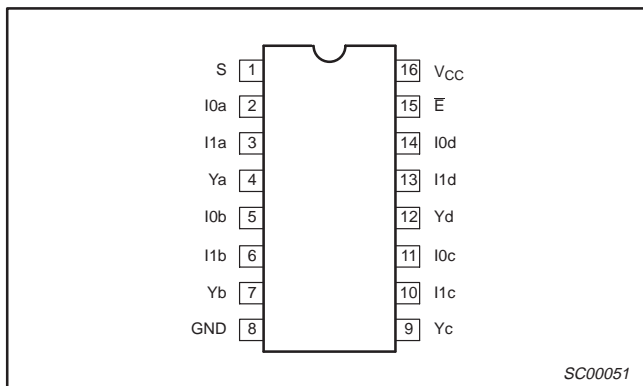 S 1 16 VCC
I0a 2 15 E̅
I1a 3 14 I0d
Ya 4 13 I1d
I0b 5 12 Yd
I1b 6 11 I0c
Yb 7 10 I1c
GND 8 9 Yc
SC00051